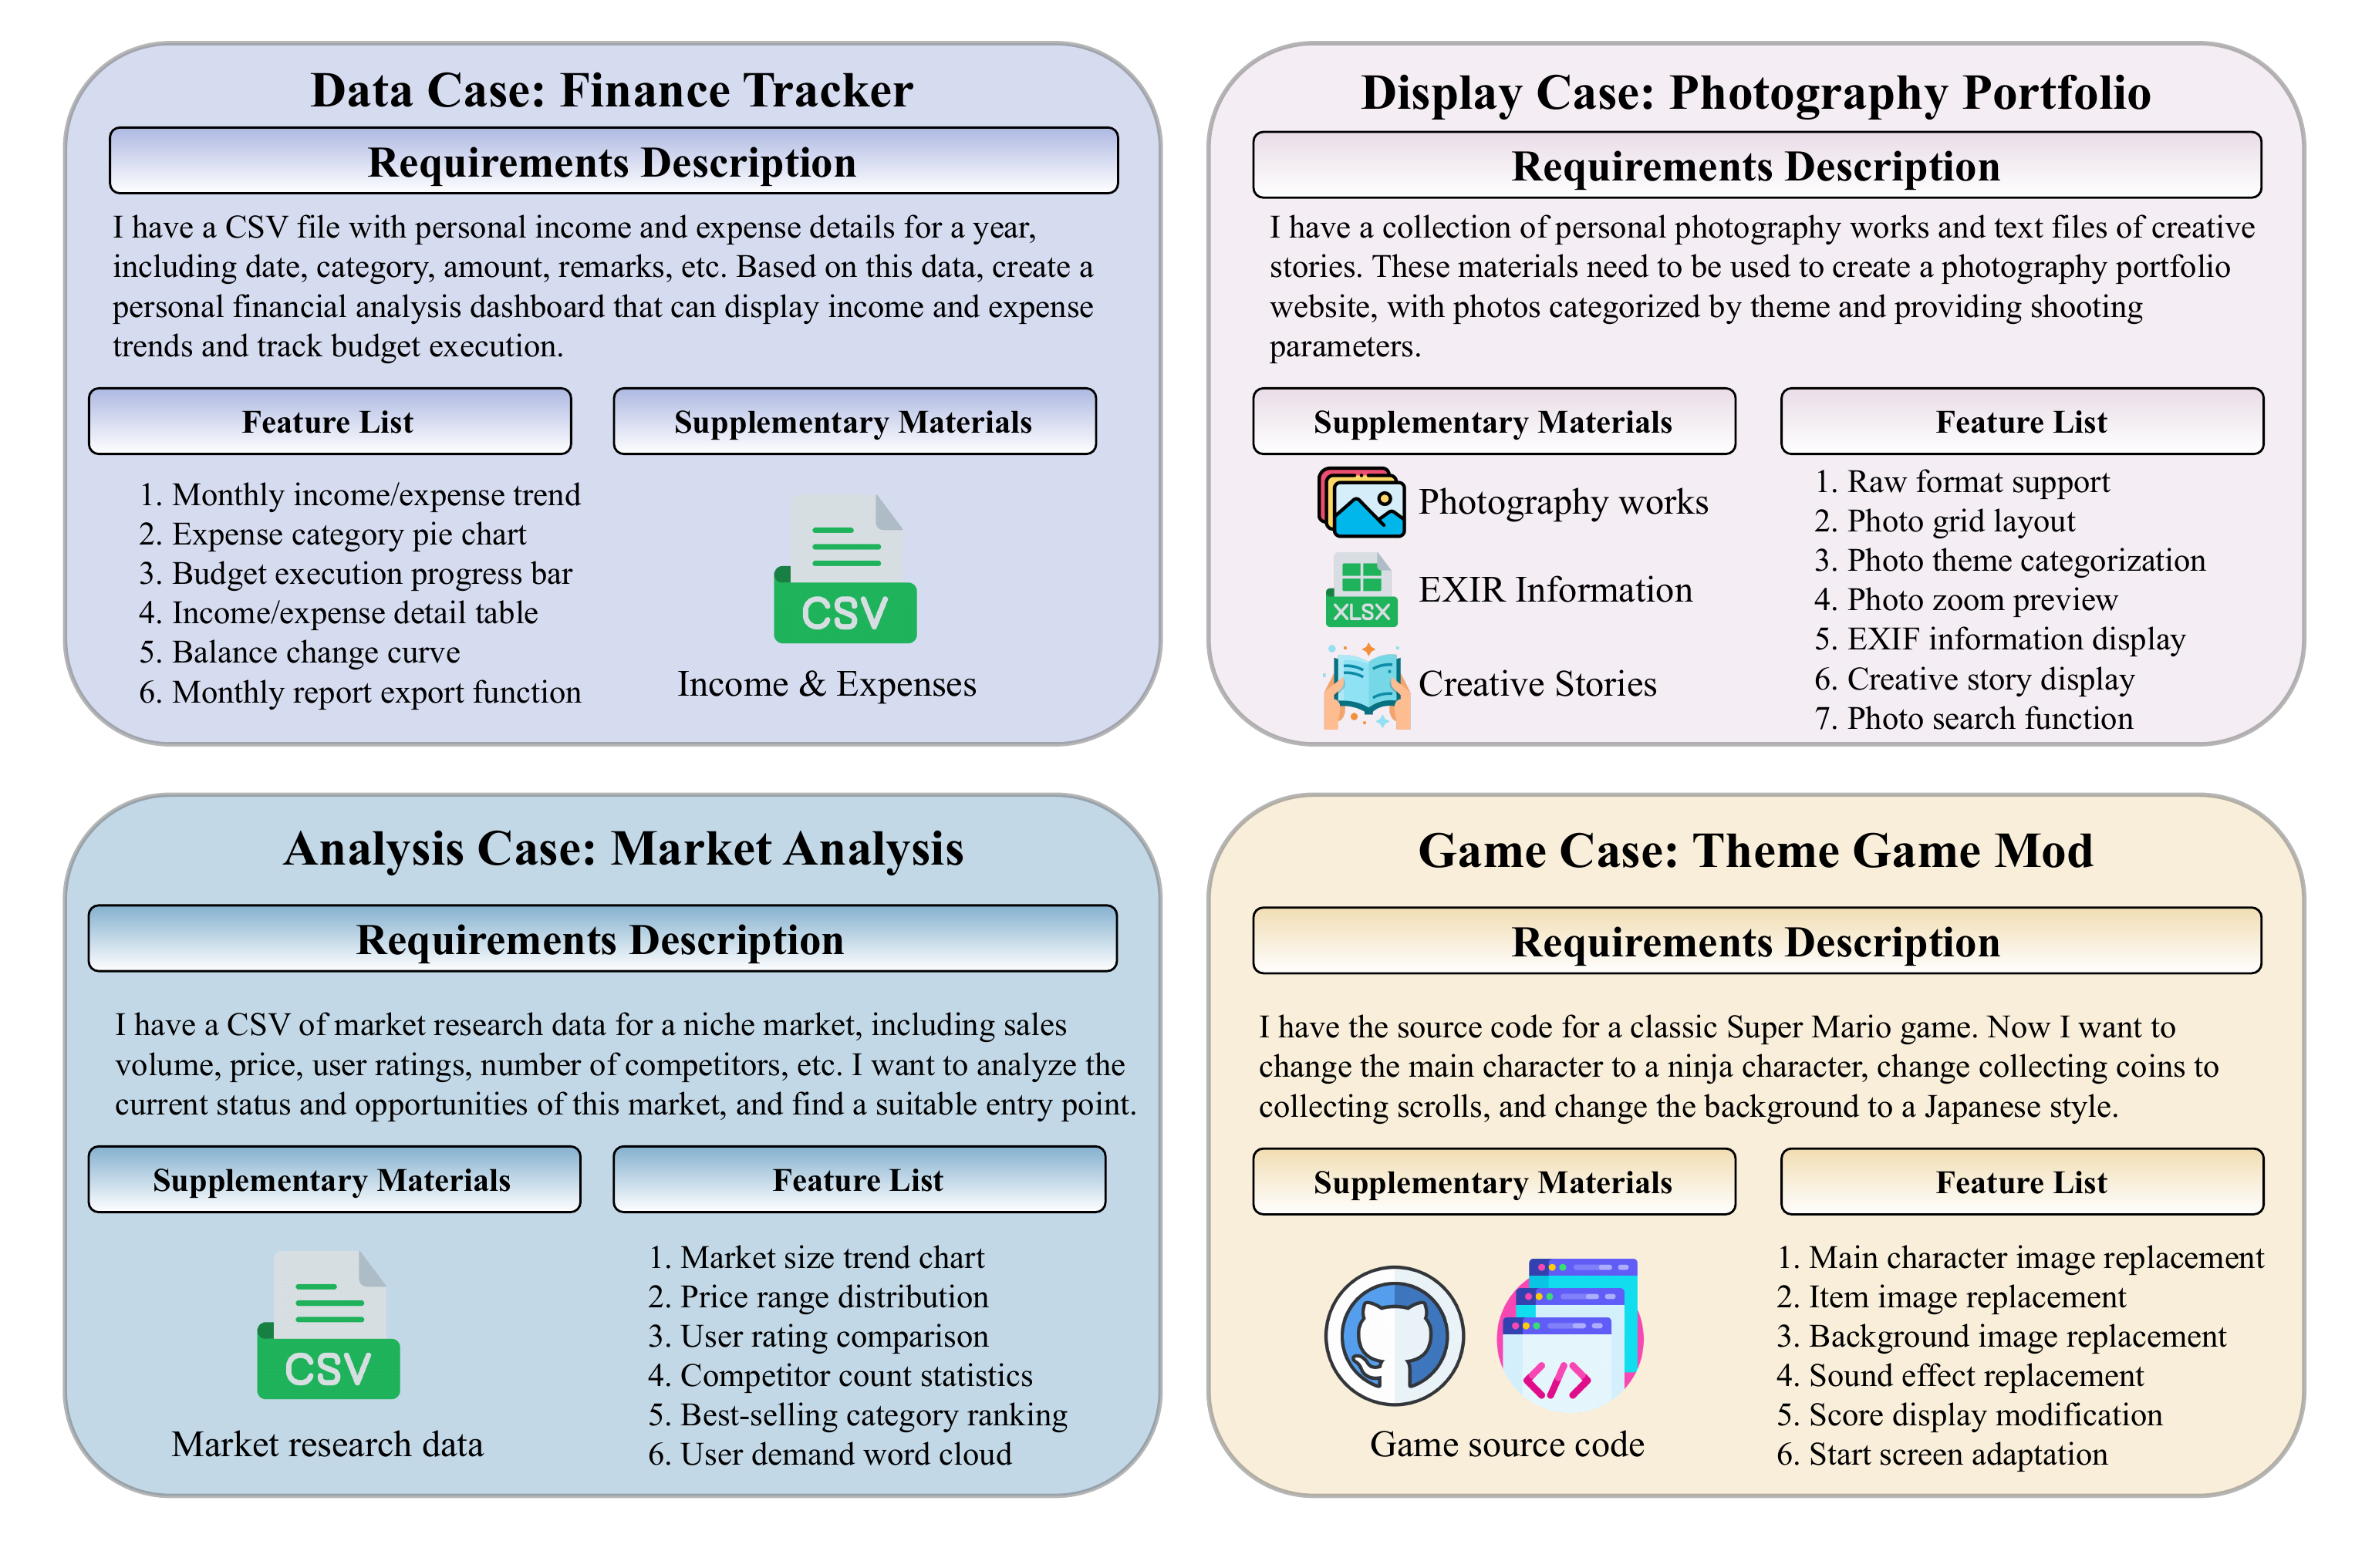 Data Case: Finance Tracker
Requirements Description
I have a CSV file with personal income and expense details for a year,
including date, category, amount, remarks, etc. Based on this data, create a
personal financial analysis dashboard that can display income and expense
trends and track budget execution.
Feature List
1. Monthly income/expense trend
2. Expense category pie chart
3. Budget execution progress bar
4. Income/expense detail table
5. Balance change curve
6. Monthly report export function
Supplementary Materials
CSV
Income & Expenses
Display Case: Photography Portfolio
Requirements Description
I have a collection of personal photography works and text files of creative
stories. These materials need to be used to create a photography portfolio
website, with photos categorized by theme and providing shooting
parameters.
Supplementary Materials
Photography works
XLSX
EXIR Information
Creative Stories
Feature List
1. Raw format support
2. Photo grid layout
3. Photo theme categorization
4. Photo zoom preview
5. EXIF information display
6. Creative story display
7. Photo search function
Analysis Case: Market Analysis
Requirements Description
I have a CSV of market research data for a niche market, including sales
volume, price, user ratings, number of competitors, etc. I want to analyze the
current status and opportunities of this market, and find a suitable entry point.
Supplementary Materials
CSV
Market research data
Feature List
1. Market size trend chart
2. Price range distribution
3. User rating comparison
4. Competitor count statistics
5. Best-selling category ranking
6. User demand word cloud
Game Case: Theme Game Mod
Requirements Description
I have the source code for a classic Super Mario game. Now I want to
change the main character to a ninja character, change collecting coins to
collecting scrolls, and change the background to a Japanese style.
Supplementary Materials
</>
Game source code
Feature List
1. Main character image replacement
2. Item image replacement
3. Background image replacement
4. Sound effect replacement
5. Score display modification
6. Start screen adaptation